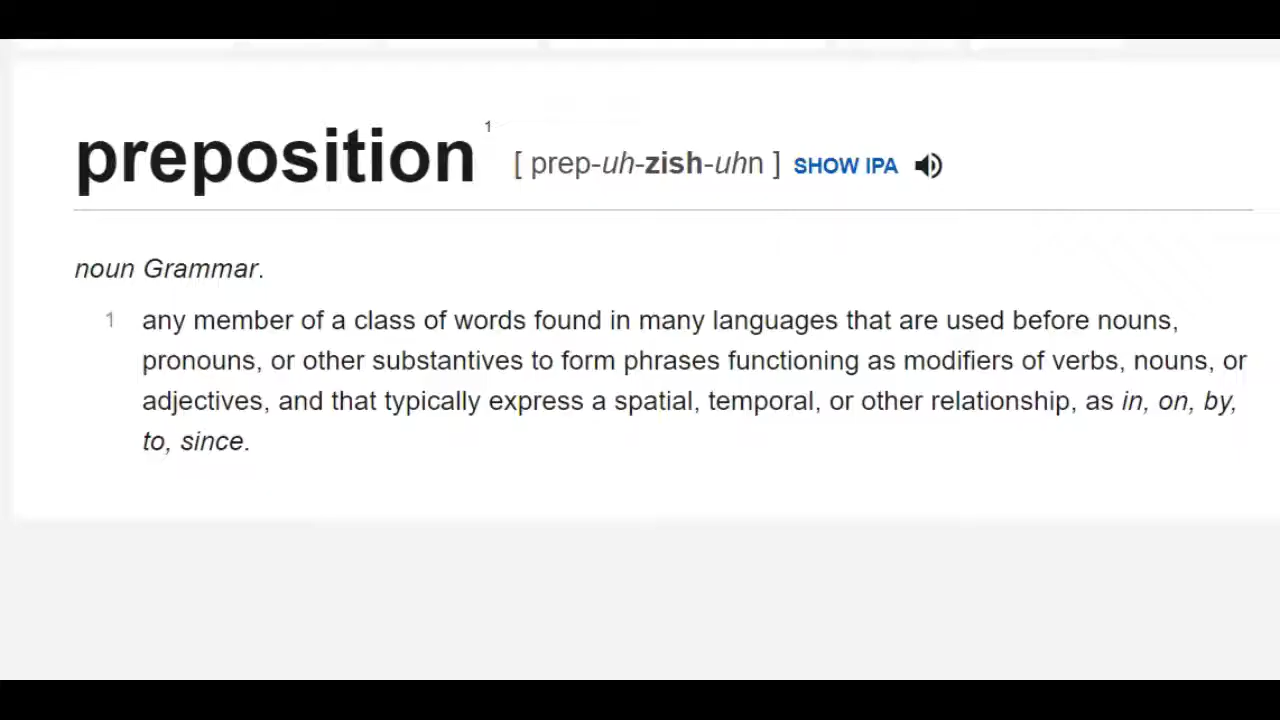 preposition 1 [ prep-uh-zish-uhn ] SHOW IPA
noun Grammar.
1 any member of a class of words found in many languages that are used before nouns,
pronouns, or other substantives to form phrases functioning as modifiers of verbs, nouns, or
adjectives, and that typically express a spatial, temporal, or other relationship, as in, on, by,
to, since.